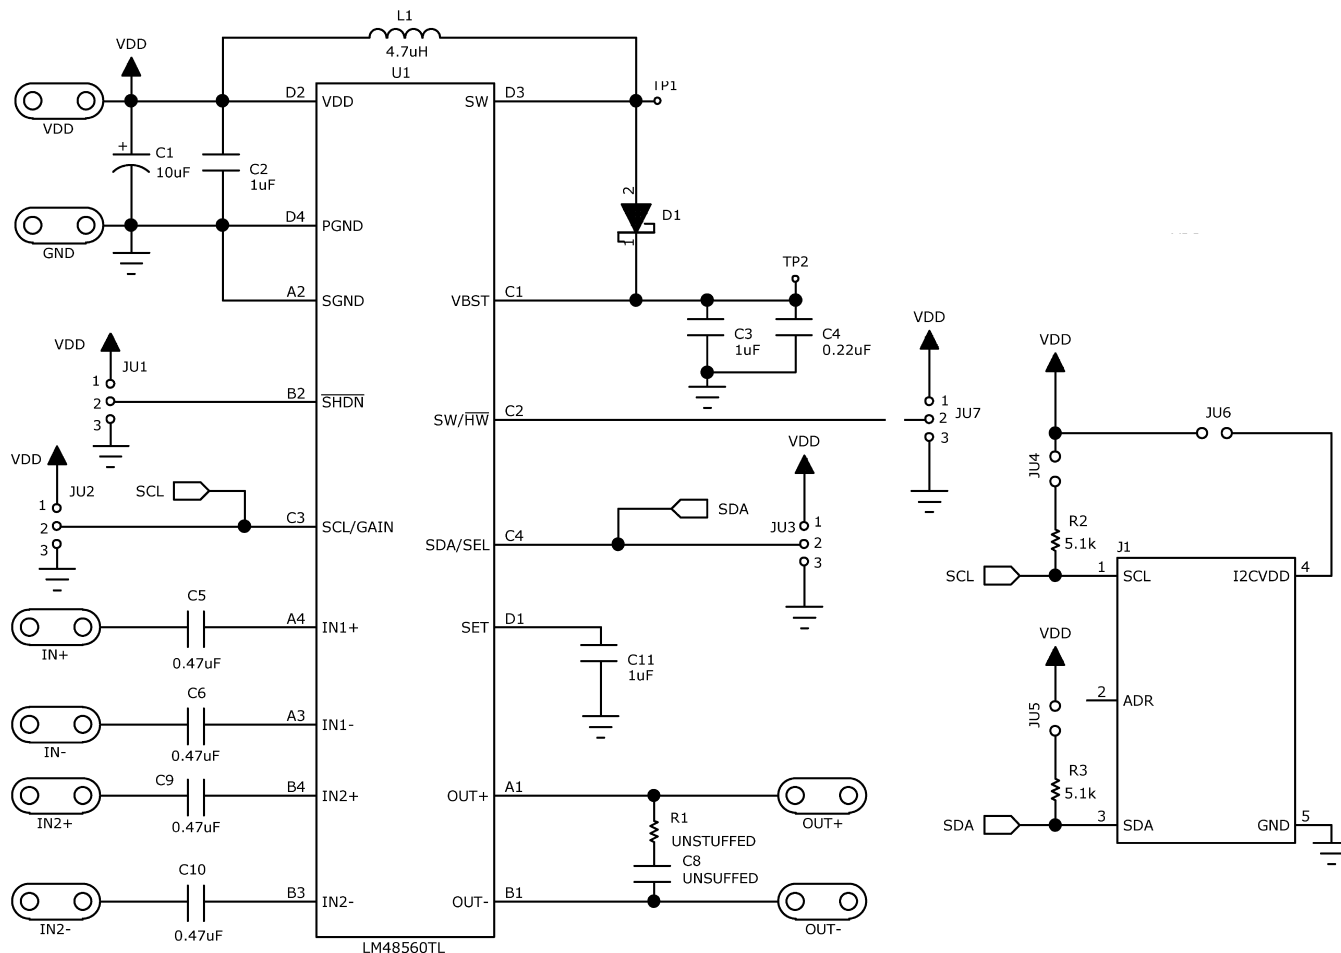 L1
4.7uH
U1
VDD
VDD
D2
VDD
SW
D3
TP1
+
C1
10uF
C2
1uF
GND
D4
PGND
A2
SGND
2
D1
1
TP2
VBST
C1
C3
1uF
C4
0.22uF
VDD
JU1
1
2
3
B2
SHDN
SW/HW
C2
VDD
1
2
3
JU7
VDD
JU2
1
2
3
SCL
C3
SCL/GAIN
SDA
SDA/SEL
C4
VDD
JU3
1
2
3
VDD
JU6
JU4
R2
5.1k
J1
SCL
1
SCL
I2CVDD
4
VDD
2
ADR
JU5
R3
5.1k
SDA
3
SDA
GND
5
C5
0.47uF
IN+
A4
IN1+
SET
D1
C11
1uF
C6
0.47uF
IN-
A3
IN1-
C9
0.47uF
IN2+
B4
IN2+
OUT+
A1
OUT+
R1
UNSTUFFED
C8
UNSUFFED
C10
0.47uF
IN2-
B3
IN2-
OUT-
B1
OUT-
LM48560TL